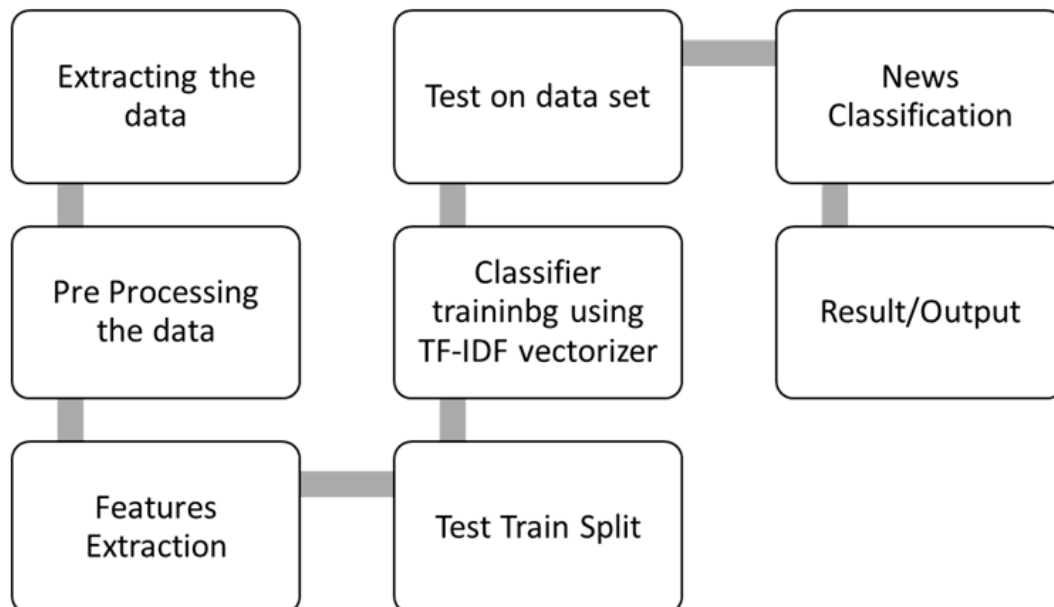 Extracting the
data
Pre Processing
the data
Features
Extraction
Test Train Split
Classifier
traininbg using
TF-IDF vectorizer
Test on data set
News
Classification
Result/Output